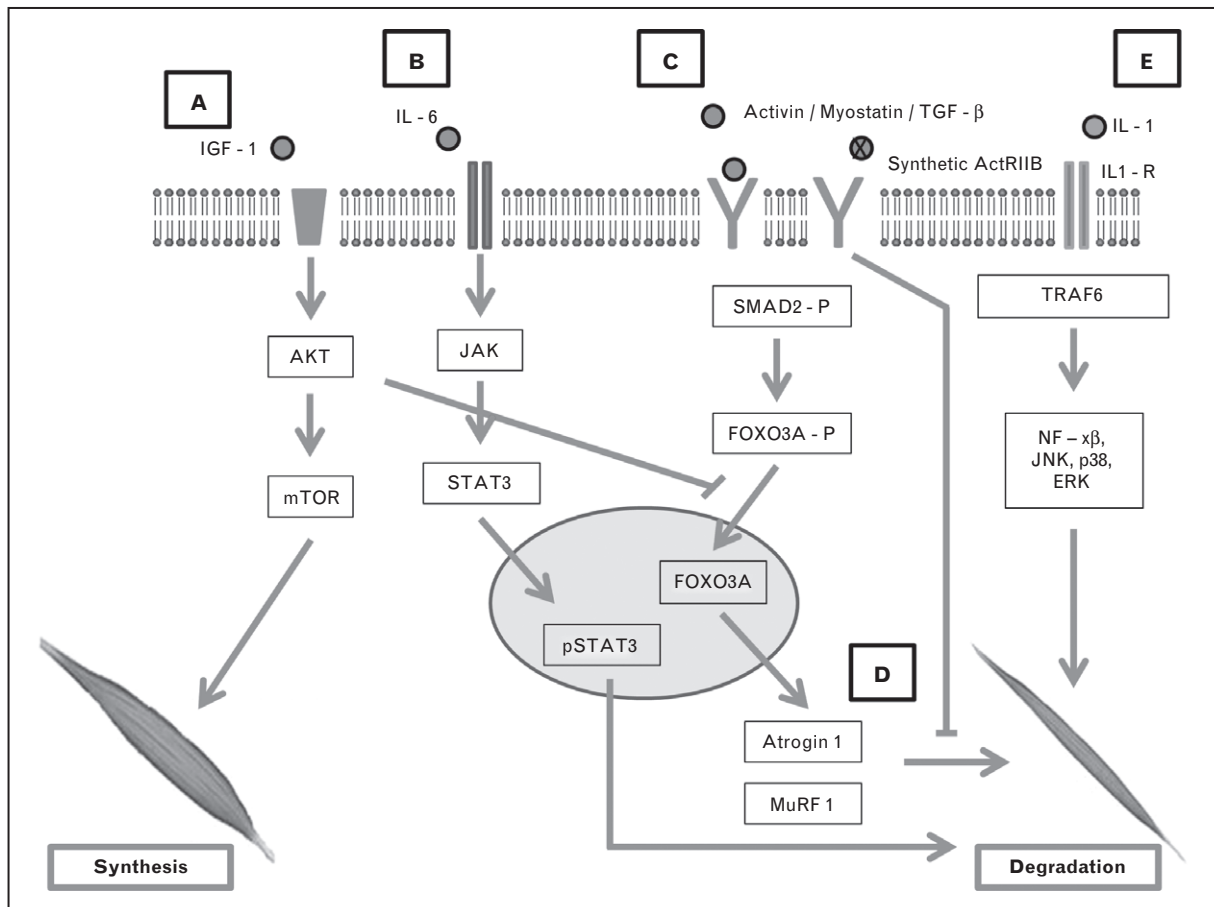 A
B
C
E
IGF - 1
IL - 6
Activin / Myostatin / TGF - β
Synthetic ActRIIB
IL - 1
IL1 - R
AKT
mTOR
JAK
STAT3
pSTAT3
SMAD2 - P
FOXO3A - P
FOXO3A
D
Atrogin 1
MuRF 1
TRAF6
NF – xβ,
JNK, p38,
ERK
Synthesis
Degradation